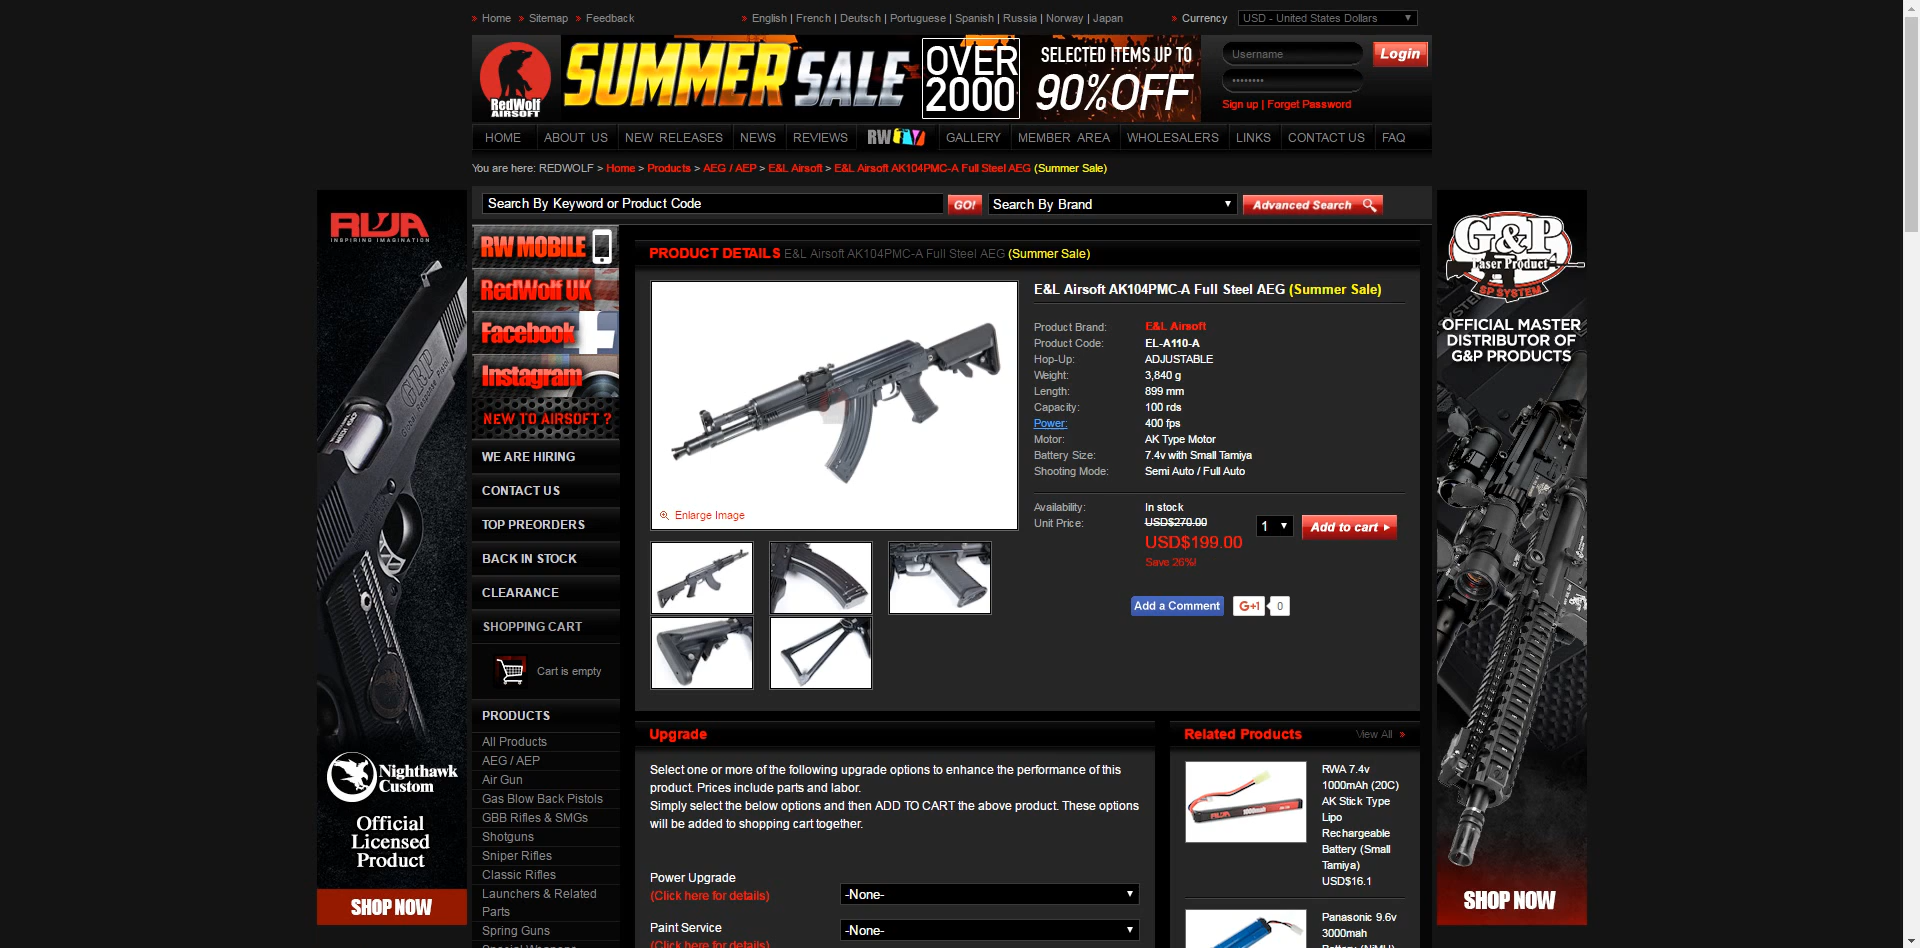 » Home » Sitemap » Feedback
» English | French | Deutsch | Portuguese | Spanish | Russia | Norway | Japan
» Currency USD - United States Dollars
RedWolf
AIRSOFT
SUMMER SALE
OVER
2000
SELECTED ITEMS UP TO
90% OFF
Username
Login
Sign up | Forget Password
HOME ABOUT US NEW RELEASES NEWS REVIEWS RW GALLERY MEMBER AREA WHOLESALERS LINKS CONTACT US FAQ
You are here: REDWOLF > Home > Products > AEG / AEP > E&L Airsoft > E&L Airsoft AK104PMC-A Full Steel AEG (Summer Sale)
Search By Keyword or Product Code GO! Search By Brand Advanced Search
RWA
INSPIRING IMAGINATION
Nighthawk
Custom
Official
Licensed
Product
SHOP NOW
RW MOBILE
RedWolf UK
Facebook
Instagram
NEW TO AIRSOFT ?
WE ARE HIRING
CONTACT US
TOP PREORDERS
BACK IN STOCK
CLEARANCE
SHOPPING CART
Cart is empty
PRODUCTS
All Products
AEG / AEP
Air Gun
Gas Blow Back Pistols
GBB Rifles & SMGs
Shotguns
Sniper Rifles
Classic Rifles
Launchers & Related
Parts
Spring Guns
Special Weapons
PRODUCT DETAILS E&L Airsoft AK104PMC-A Full Steel AEG (Summer Sale)
Enlarge Image
E&L Airsoft AK104PMC-A Full Steel AEG (Summer Sale)
Product Brand: E&L Airsoft
Product Code: EL-A110-A
Hop-Up: ADJUSTABLE
Weight: 3,840 g
Length: 899 mm
Capacity: 100 rds
Power: 400 fps
Motor: AK Type Motor
Battery Size: 7.4v with Small Tamiya
Shooting Mode: Semi Auto / Full Auto
Availability: In stock
Unit Price: USD$270.00
USD$199.00
Save 26%!
1 Add to cart
Add a Comment G+1 0
Upgrade
Select one or more of the following upgrade options to enhance the performance of this
product. Prices include parts and labor.
Simply select the below options and then ADD TO CART the above product. These options
will be added to shopping cart together.
Power Upgrade
(Click here for details) -None-
Paint Service
(Click here for details) -None-
Related Products View All »
RWA 7.4v
1000mAh (20C)
AK Stick Type
Lipo
Rechargeable
Battery (Small
Tamiya)
USD$16.1
Panasonic 9.6v
3000mah
Battery (NiMH)
G&P
Laser Product
SP SYSTEM
OFFICIAL MASTER
DISTRIBUTOR OF
G&P PRODUCTS
SHOP NOW